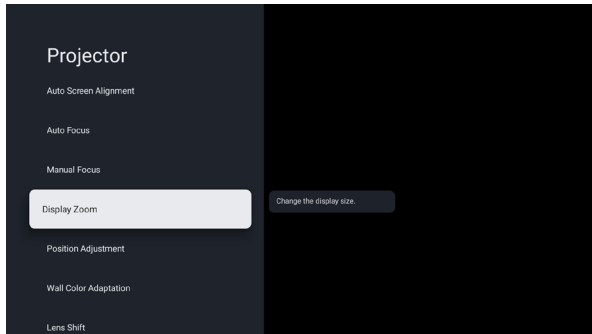 Projector
Auto Screen Alignment
Auto Focus
Manual Focus
Display Zoom
Change the display size.
Position Adjustment
Wall Color Adaptation
Lens Shift